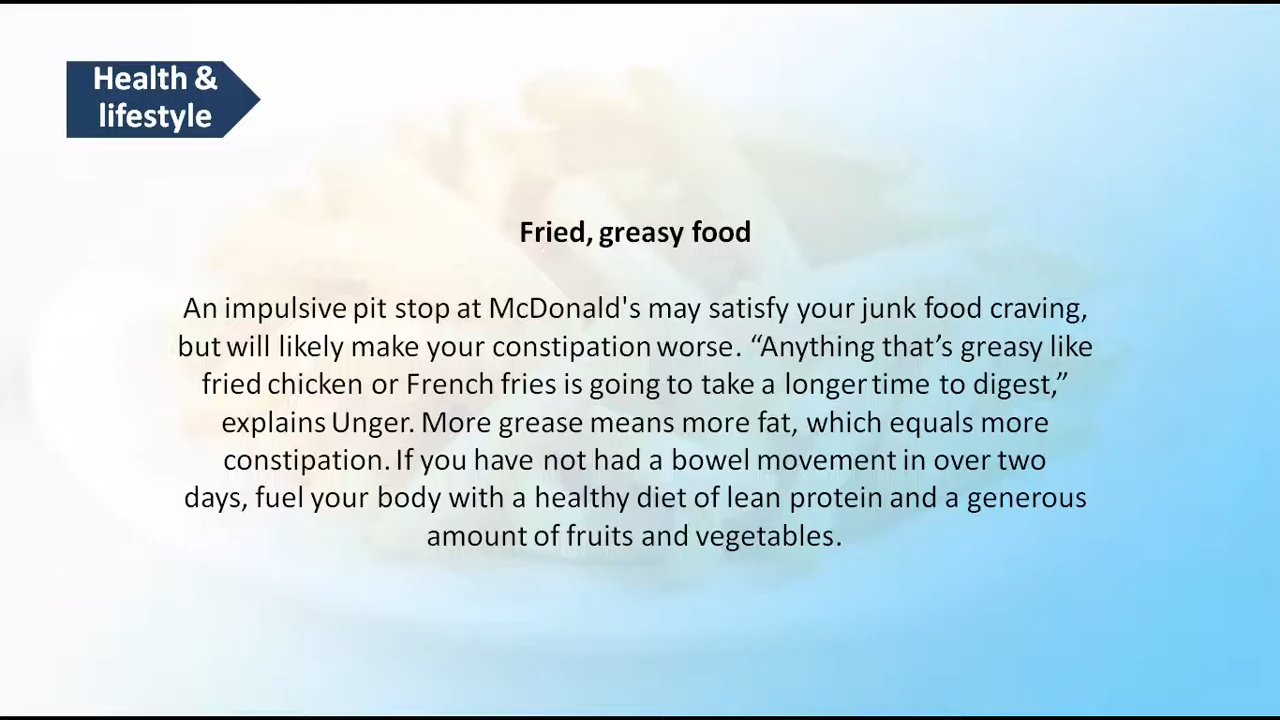 Health &
lifestyle
Fried, greasy food
An impulsive pit stop at McDonald's may satisfy your junk food craving,
but will likely make your constipation worse. “Anything that’s greasy like
fried chicken or French fries is going to take a longer time to digest,”
explains Unger. More grease means more fat, which equals more
constipation. If you have not had a bowel movement in over two
days, fuel your body with a healthy diet of lean protein and a generous
amount of fruits and vegetables.